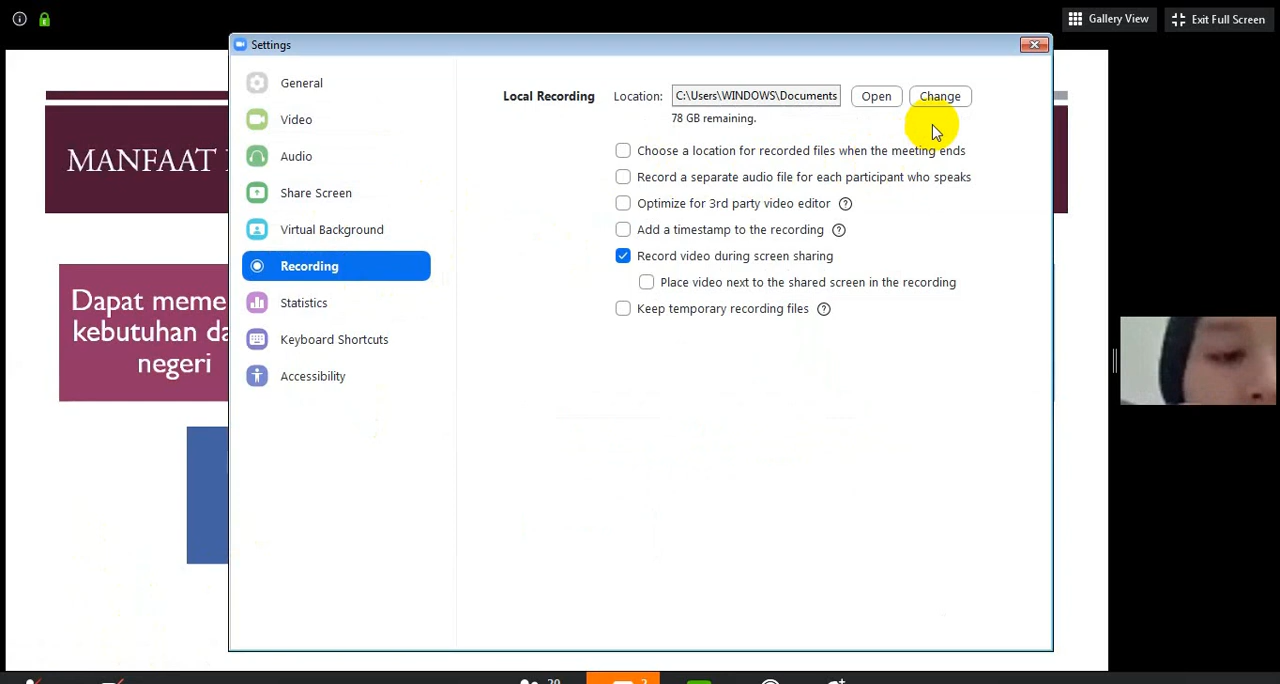 Gallery View
Exit Full Screen
Settings
General
Video
Audio
Share Screen
Virtual Background
Recording
Statistics
Keyboard Shortcuts
Accessibility
Local Recording
Location: C:\Users\WINDOWS\Documents Open Change
78 GB remaining.
Choose a location for recorded files when the meeting ends
Record a separate audio file for each participant who speaks
Optimize for 3rd party video editor
Add a timestamp to the recording
Record video during screen sharing
Place video next to the shared screen in the recording
Keep temporary recording files
MANFAAT
Dapat meme
kebutuhan da
negeri
20
2